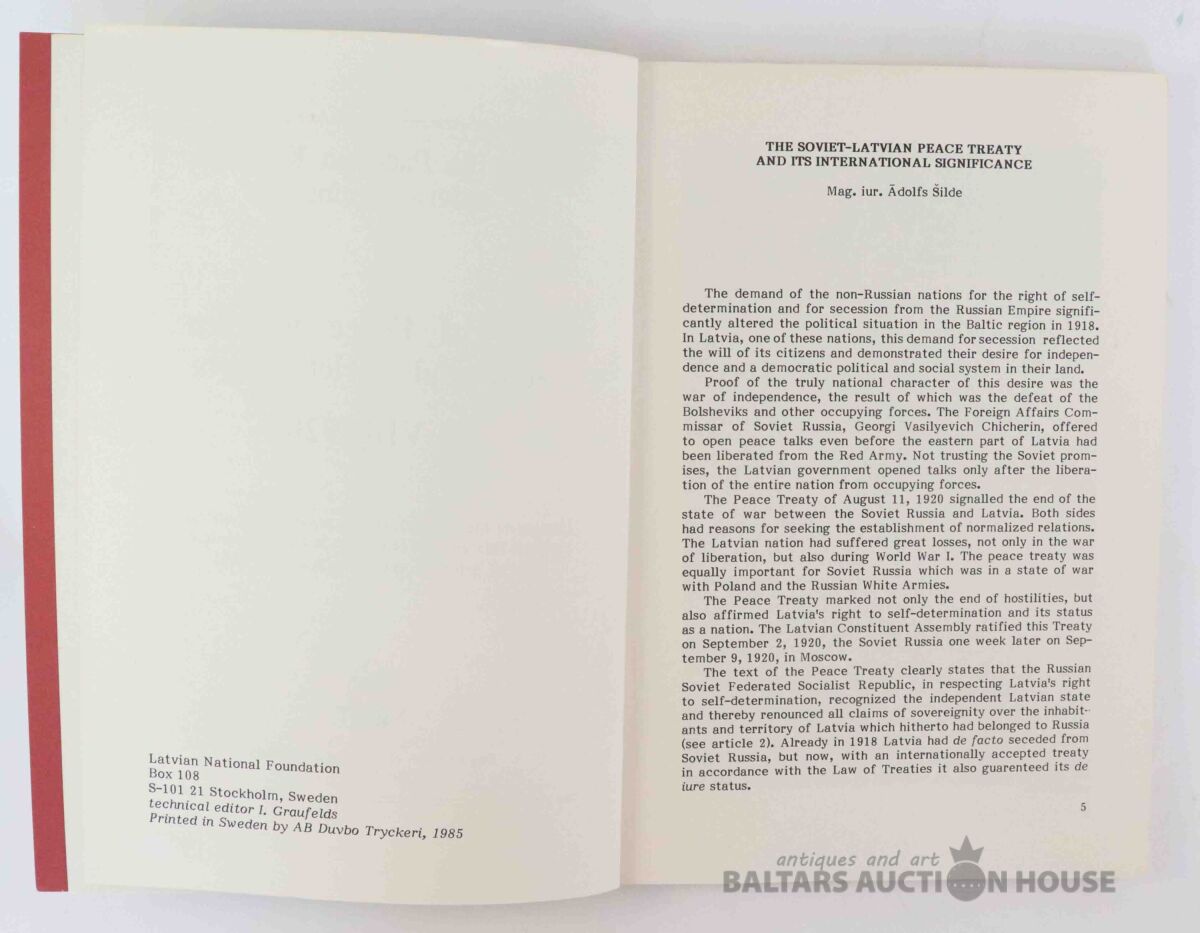 Latvian National Foundation
Box 108
S-101 21 Stockholm, Sweden
technical editor I. Graufelds
Printed in Sweden by AB Duvbo Tryckeri, 1985
THE SOVIET-LATVIAN PEACE TREATY
AND ITS INTERNATIONAL SIGNIFICANCE
Mag. iur. Ādolfs Šilde
The demand of the non-Russian nations for the right of self-
determination and for secession from the Russian Empire signifi-
cantly altered the political situation in the Baltic region in 1918.
In Latvia, one of these nations, this demand for secession reflected
the will of its citizens and demonstrated their desire for indepen-
dence and a democratic political and social system in their land.
Proof of the truly national character of this desire was the
war of independence, the result of which was the defeat of the
Bolsheviks and other occupying forces. The Foreign Affairs Com-
missar of Soviet Russia, Georgi Vasilyevich Chicherin, offered
to open peace talks even before the eastern part of Latvia had
been liberated from the Red Army. Not trusting the Soviet prom-
ises, the Latvian government opened talks only after the libera-
tion of the entire nation from occupying forces.
The Peace Treaty of August 11, 1920 signalled the end of the
state of war between the Soviet Russia and Latvia. Both sides
had reasons for seeking the establishment of normalized relations.
The Latvian nation had suffered great losses, not only in the war
of liberation, but also during World War I. The peace treaty was
equally important for Soviet Russia which was in a state of war
with Poland and the Russian White Armies.
The Peace Treaty marked not only the end of hostilities, but
also affirmed Latvia's right to self-determination and its status
as a nation. The Latvian Constituent Assembly ratified this Treaty
on September 2, 1920, the Soviet Russia one week later on Sep-
tember 9, 1920, in Moscow.
The text of the Peace Treaty clearly states that the Russian
Soviet Federated Socialist Republic, in respecting Latvia's right
to self-determination, recognized the independent Latvian state
and thereby renounced all claims of sovereignity over the inhabit-
ants and territory of Latvia which hitherto had belonged to Russia
(see article 2). Already in 1918 Latvia had de facto seceded from
Soviet Russia, but now, with an internationally accepted treaty
in accordance with the Law of Treaties it also guarenteed its de
iure status.
5
antiques and art
BALTARS AUCTION HOUSE